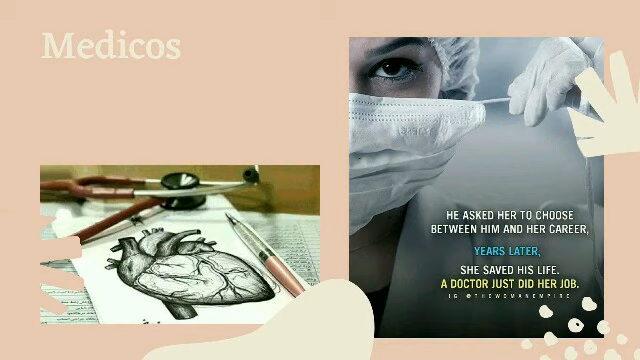 Medicos
HE ASKED HER TO CHOOSE
BETWEEN HIM AND HER CAREER,
YEARS LATER,
SHE SAVED HIS LIFE.
A DOCTOR JUST DID HER JOB.
IG @THEWOMANEMPIRE